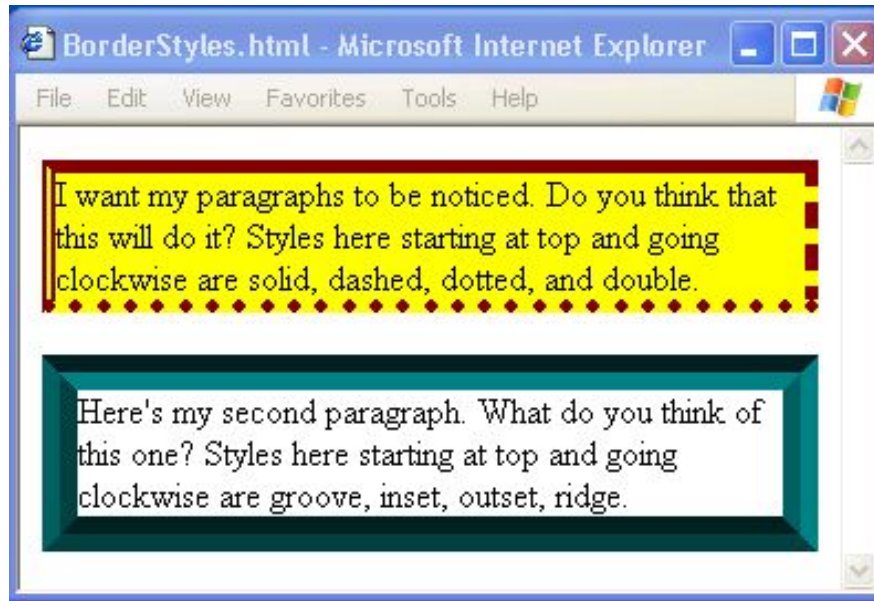 BorderStyles.html - Microsoft Internet Explorer
File Edit View Favorites Tools Help
I want my paragraphs to be noticed. Do you think that
this will do it? Styles here starting at top and going
clockwise are solid, dashed, dotted, and double.
Here's my second paragraph. What do you think of
this one? Styles here starting at top and going
clockwise are groove, inset, outset, ridge.